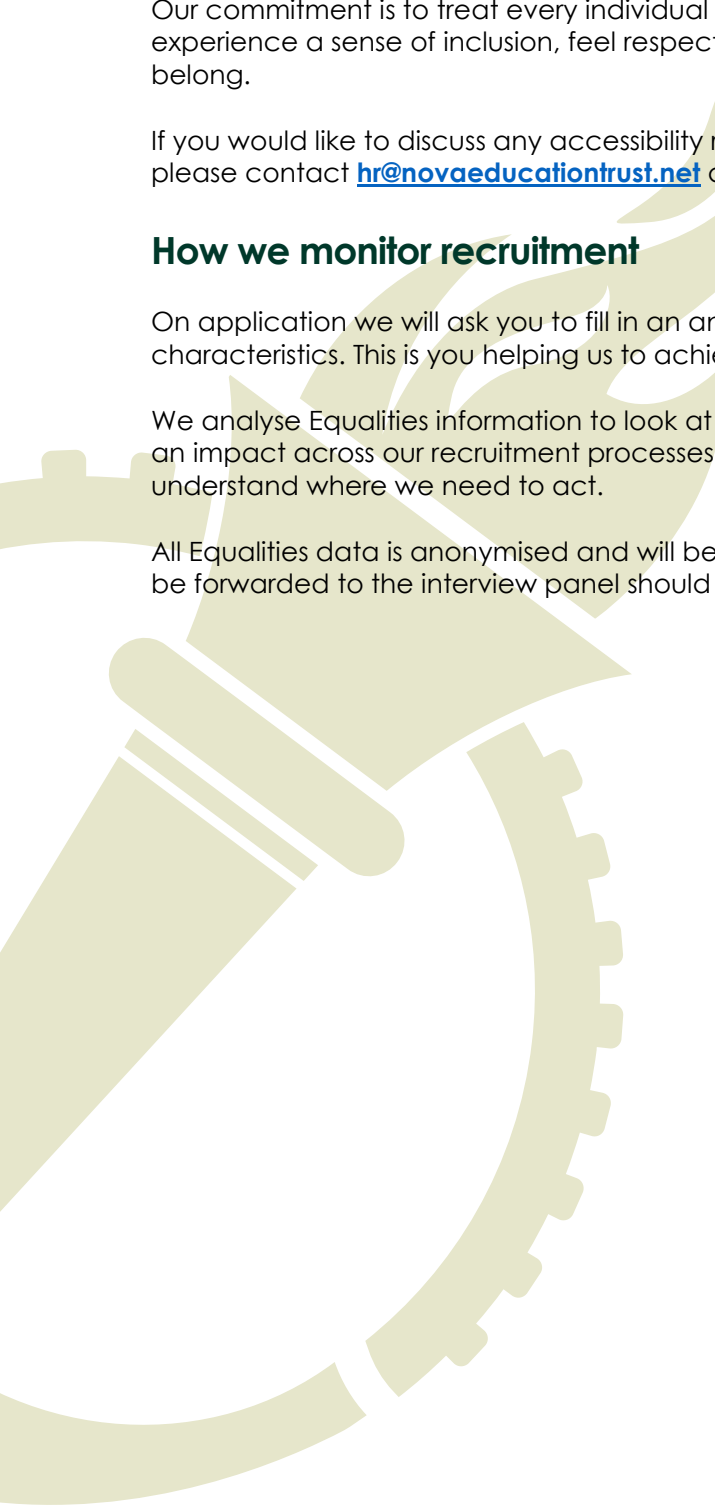 Our commitment is to treat every individual
experience a sense of inclusion, feel respect
belong.
If you would like to discuss any accessibility
please contact hr@novaeducationtrust.net
How we monitor recruitment
On application we will ask you to fill in an
characteristics. This is you helping us to
We analyse Equalities information to look at
an impact across our recruitment processes
understand where we need to act.
All Equalities data is anonymised and will be
be forwarded to the interview panel should